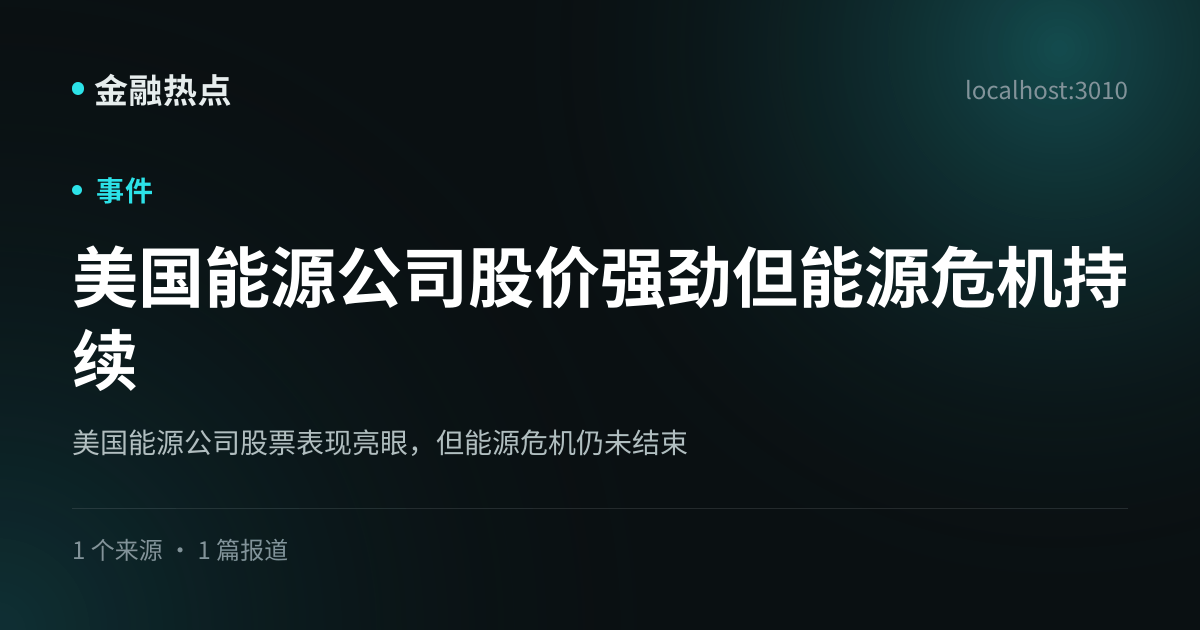 金融热点
localhost:3010
事件
美国能源公司股价强劲但能源危机持
续
美国能源公司股票表现亮眼，但能源危机仍未结束
1 个来源 · 1 篇报道